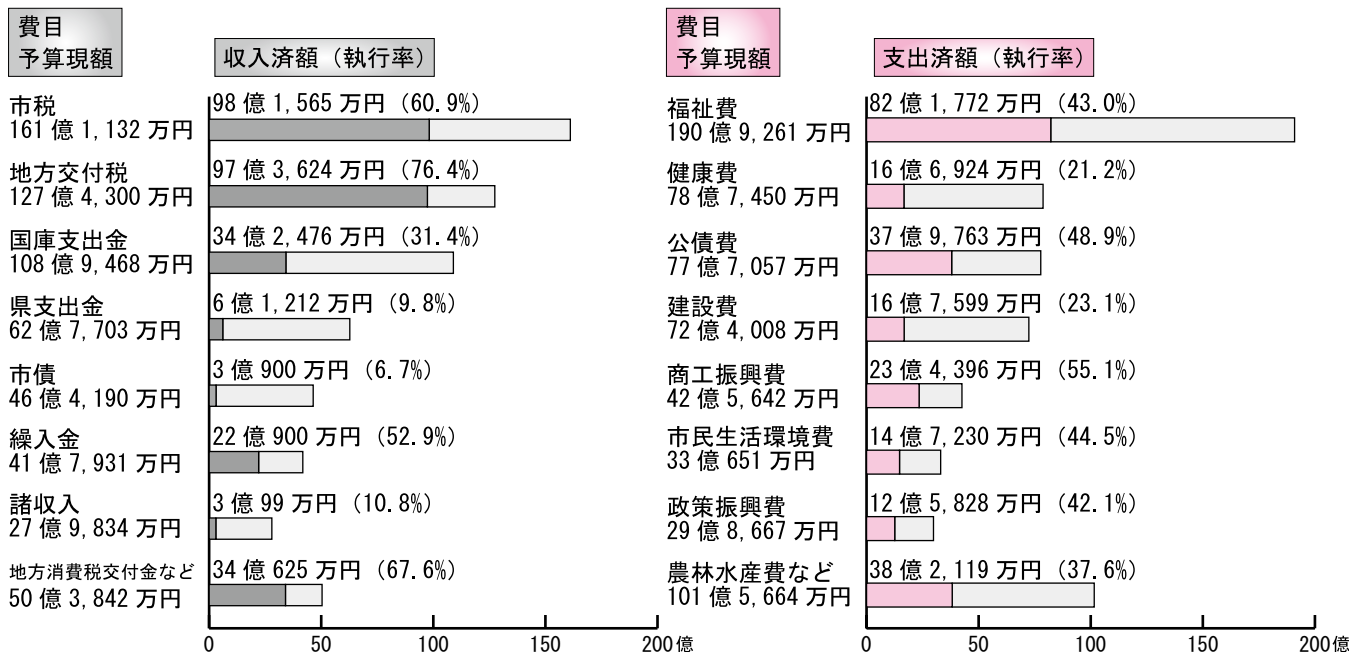 費目
予算現額
収入済額（執行率）
市税
161 億 1,132 万円
98 億 1,565 万円（60.9%）
地方交付税
127 億 4,300 万円
97 億 3,624 万円（76.4%）
国庫支出金
108 億 9,468 万円
34 億 2,476 万円（31.4%）
県支出金
62 億 7,703 万円
6 億 1,212 万円（9.8%）
市債
46 億 4,190 万円
3 億 900 万円（6.7%）
繰入金
41 億 7,931 万円
22 億 900 万円（52.9%）
諸収入
27 億 9,834 万円
3 億 99 万円（10.8%）
地方消費税交付金など
50 億 3,842 万円
34 億 625 万円（67.6%）
0 50 100 150 200 億
費目
予算現額
支出済額（執行率）
福祉費
190 億 9,261 万円
82 億 1,772 万円（43.0%）
健康費
78 億 7,450 万円
16 億 6,924 万円（21.2%）
公債費
77 億 7,057 万円
37 億 9,763 万円（48.9%）
建設費
72 億 4,008 万円
16 億 7,599 万円（23.1%）
商工振興費
42 億 5,642 万円
23 億 4,396 万円（55.1%）
市民生活環境費
33 億 651 万円
14 億 7,230 万円（44.5%）
政策振興費
29 億 8,667 万円
12 億 5,828 万円（42.1%）
農林水産費など
101 億 5,664 万円
38 億 2,119 万円（37.6%）
0 50 100 150 200 億